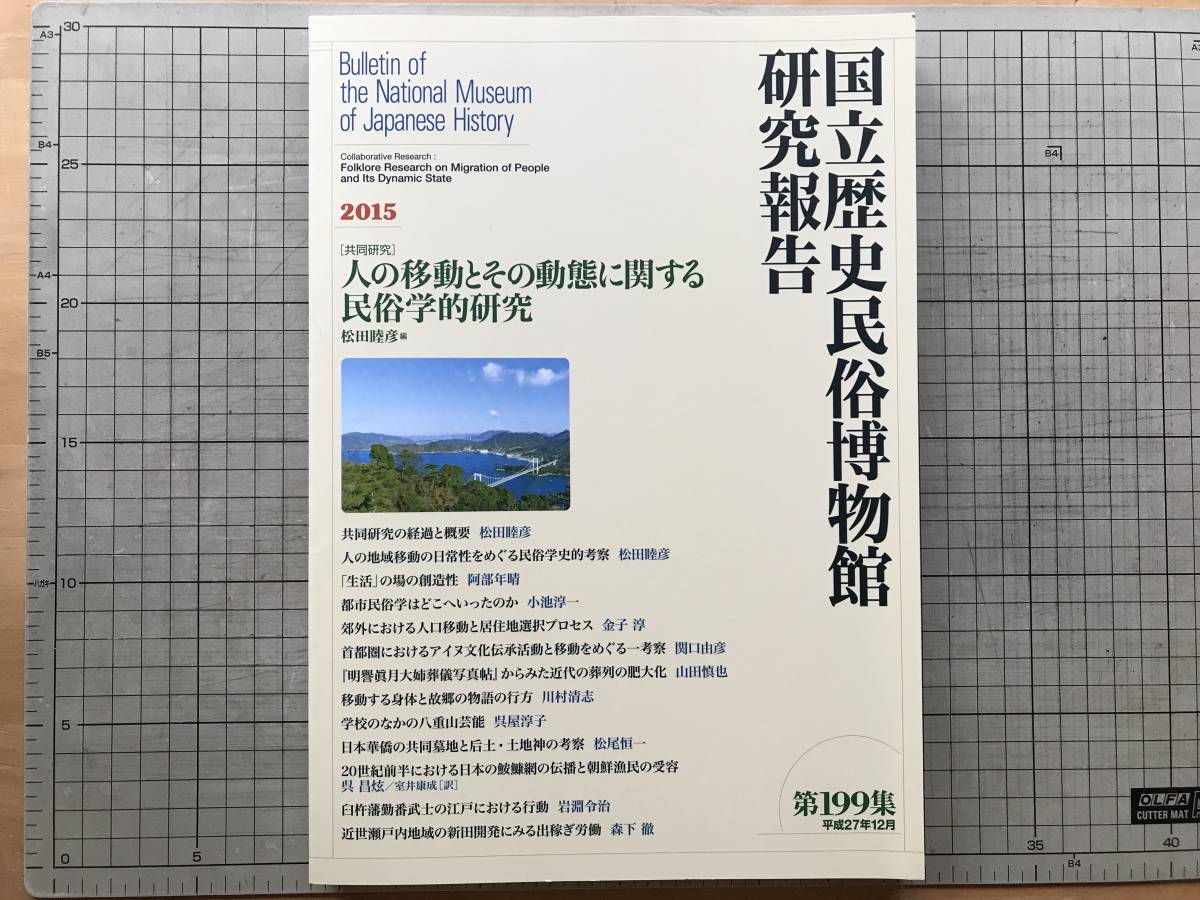 国立歴史民俗博物館
研究報告
Bulletin of
the National Museum
of Japanese History
Collaborative Research :
Folklore Research on Migration of People
and Its Dynamic State
2015
［共同研究］
人の移動とその動態に関する
民俗学的研究
松田睦彦 編
共同研究の経過と概要 松田睦彦
人の地域移動の日常性をめぐる民俗学史的考察 松田睦彦
「生活」の場の創造性 阿部年晴
都市民俗学はどこへいったのか 小池淳一
郊外における人口移動と居住地選択プロセス 金子 淳
首都圏におけるアイヌ文化伝承活動と移動をめぐる一考察 関口由彦
『明譽眞月大姉葬儀写真帖』からみた近代の葬列の肥大化 山田慎也
移動する身体と故郷の物語の行方 川村清志
学校のなかの八重山芸能 呉屋淳子
日本華僑の共同墓地と后土・土地神の考察 松尾恒一
20世紀前半における日本の鮟鱇網の伝播と朝鮮漁民の受容
呉 昌炫／室井康成［訳］
臼杵藩勤番武士の江戸における行動 岩淵令治
近世瀬戸内地域の新田開発にみる出稼ぎ労働 森下 徹
第199集
平成27年12月
A3
30
B4
25
A4
20
B5
15
ハガキ
10
5
0
5
B4
35
B4
40
A3
OLFA
CUTTER MAT